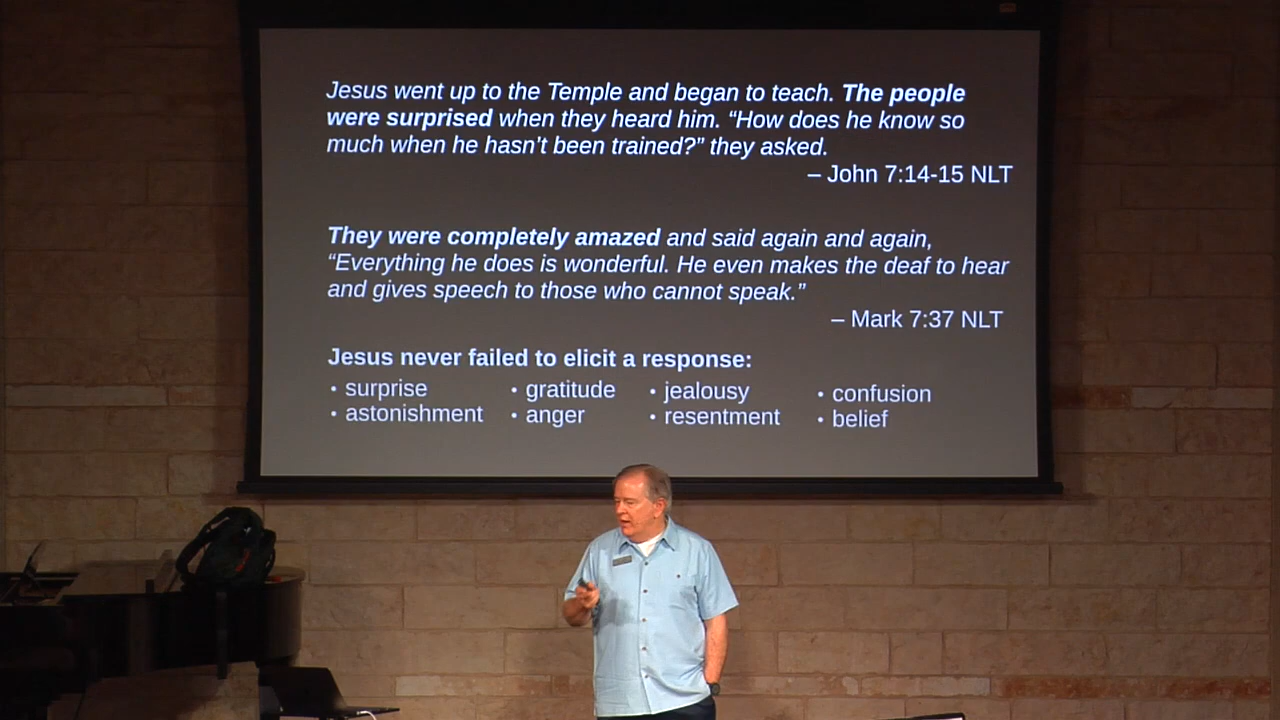 Jesus went up to the Temple and began to teach. The people
were surprised when they heard him. “How does he know so
much when he hasn't been trained?” they asked.
– John 7:14-15 NLT
They were completely amazed and said again and again,
“Everything he does is wonderful. He even makes the deaf to hear
and gives speech to those who cannot speak.”
– Mark 7:37 NLT
Jesus never failed to elicit a response:
• surprise • gratitude • jealousy • confusion
• astonishment • anger • resentment • belief